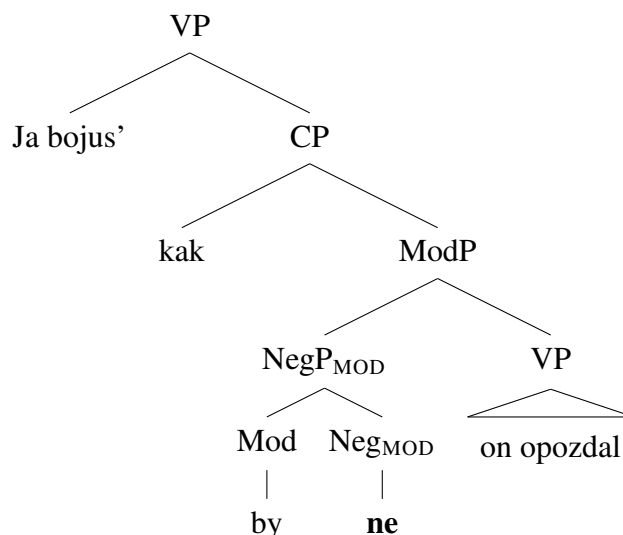 VP
Ja bojus’ CP
kak ModP
NegP_MOD VP
Mod Neg_MOD on opozdal
by ne